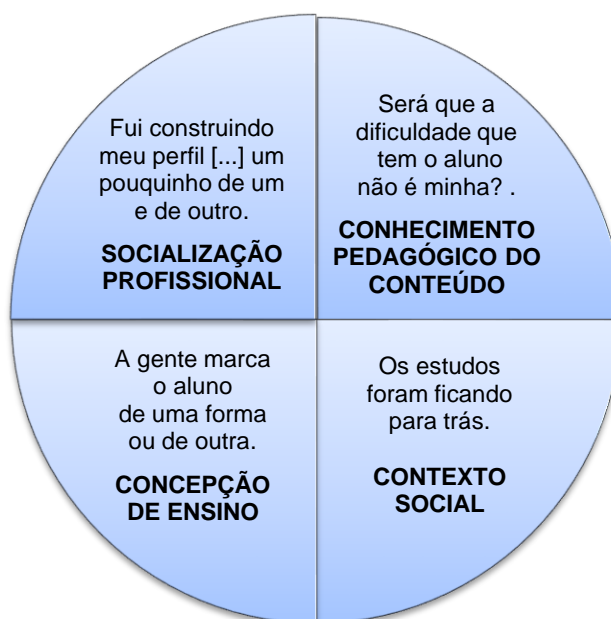 Fui construindo
meu perfil [...] um
pouquinho de um
e de outro.
SOCIALIZAÇÃO
PROFISSIONAL
Será que a
dificuldade que
tem o aluno
não é minha? .
CONHECIMENTO
PEDAGÓGICO DO
CONTEÚDO
A gente marca
o aluno
de uma forma
ou de outra.
CONCEPÇÃO
DE ENSINO
Os estudos
foram ficando
para trás.
CONTEXTO
SOCIAL